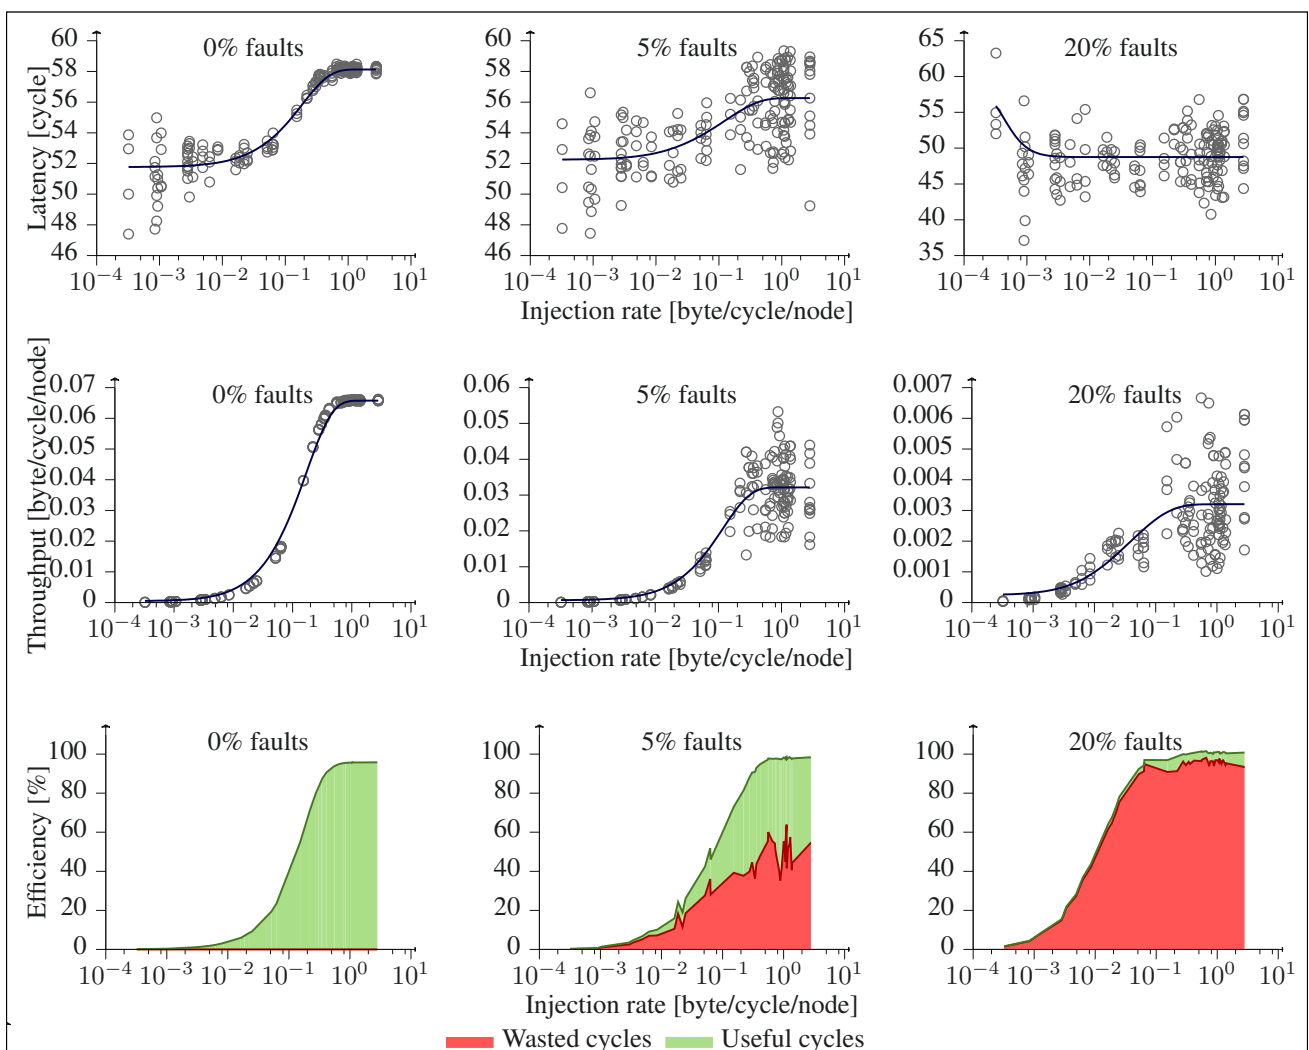 0% faults
5% faults
20% faults
Latency [cycle]
60
58
56
54
52
50
48
46
60
58
56
54
52
50
48
46
65
60
55
50
45
40
35
10⁻⁴ 10⁻³ 10⁻² 10⁻¹ 10⁰ 10¹
10⁻⁴ 10⁻³ 10⁻² 10⁻¹ 10⁰ 10¹
10⁻⁴ 10⁻³ 10⁻² 10⁻¹ 10⁰ 10¹
Injection rate [byte/cycle/node]
0% faults
5% faults
20% faults
Throughput [byte/cycle/node]
0.07
0.06
0.05
0.04
0.03
0.02
0.01
0
0.06
0.05
0.04
0.03
0.02
0.01
0
0.007
0.006
0.005
0.004
0.003
0.002
0.001
0
10⁻⁴ 10⁻³ 10⁻² 10⁻¹ 10⁰ 10¹
10⁻⁴ 10⁻³ 10⁻² 10⁻¹ 10⁰ 10¹
10⁻⁴ 10⁻³ 10⁻² 10⁻¹ 10⁰ 10¹
Injection rate [byte/cycle/node]
0% faults
5% faults
20% faults
Efficiency [%]
100
80
60
40
20
0
100
80
60
40
20
0
100
80
60
40
20
0
10⁻⁴ 10⁻³ 10⁻² 10⁻¹ 10⁰ 10¹
10⁻⁴ 10⁻³ 10⁻² 10⁻¹ 10⁰ 10¹
10⁻⁴ 10⁻³ 10⁻² 10⁻¹ 10⁰ 10¹
Injection rate [byte/cycle/node]
Wasted cycles
Useful cycles